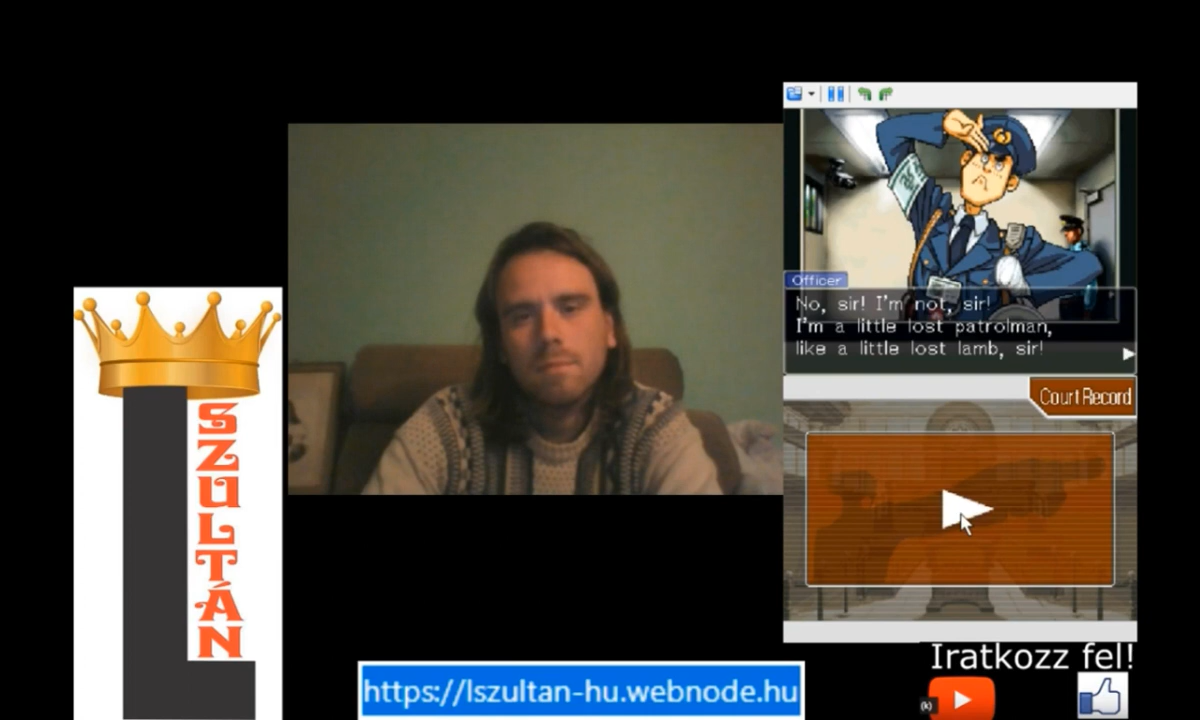 SZULTÁN
Officer
No, sir! I'm not, sir!
I'm a little lost patrolman,
like a little lost lamb, sir!
Court Record
https://lszultan-hu.webnode.hu
Iratkozz fel!
(k)